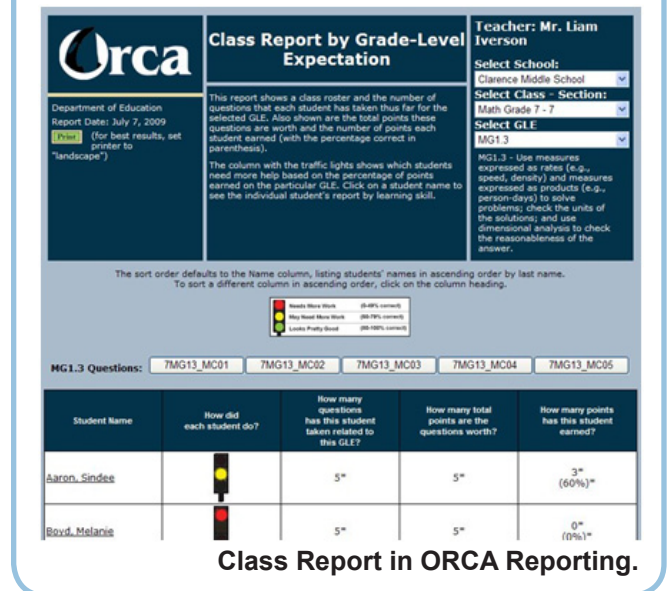 Orca
Department of Education
Report Date: July 7, 2009
Print (for best results, set
printer to
"landscape")
Class Report by Grade-Level
Expectation
This report shows a class roster and the number of
questions that each student has taken thus far for the
selected GLE. Also shown are the total points these
questions are worth and the number of points each
student earned (with the percentage correct in
parenthesis).
The column with the traffic lights shows which students
need more help based on the percentage of points
earned on the particular GLE. Click on a student name to
see the individual student's report by learning skill.
Teacher: Mr. Liam
Iverson
Select School:
Clarence Middle School
Select Class - Section:
Math Grade 7 - 7
Select GLE
MG1.3
MG1.3 - Use measures
expressed as rates (e.g.,
speed, density) and measures
expressed as products (e.g.,
person-days) to solve
problems; check the units of
the solutions; and use
dimensional analysis to check
the reasonableness of the
answer.
The sort order defaults to the Name column, listing students' names in ascending order by last name.
To sort a different column in ascending order, click on the column heading.
Needs More Work
May Need More Work
Looks Pretty Good
MG1.3 Questions: 7MG13_MC01 7MG13_MC02 7MG13_MC03 7MG13_MC04 7MG13_MC05
Student Name
How did
each student do?
How many
questions
has this student
taken related to
this GLE?
How many total
points are the
questions worth?
How many points
has this student
earned?
Aaron, Sindee 5" 5" 3"
(60%)"
Boyd, Melanie 5" 5" 0"
(0%)"
Class Report in ORCA Reporting.